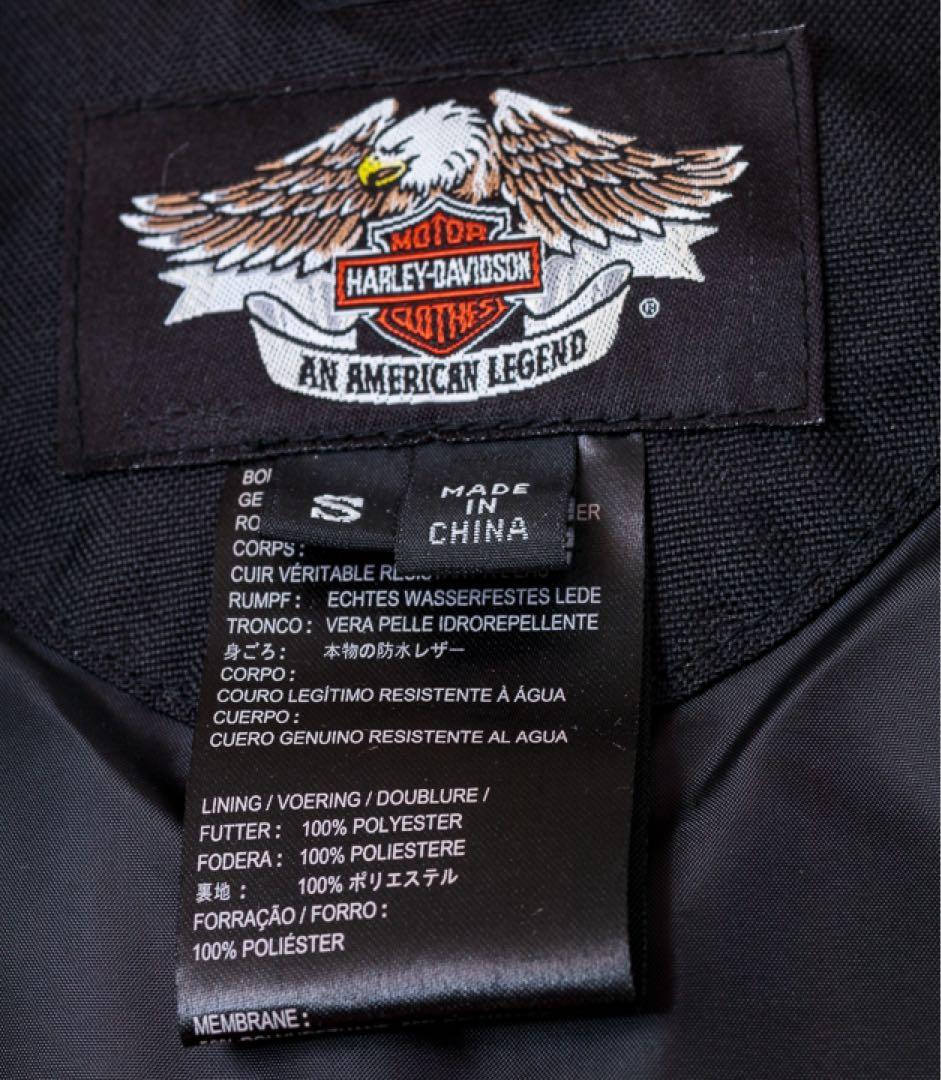 MOTOR
HARLEY-DAVIDSON
CLOTHES
®
AN AMERICAN LEGEND
S
MADE
IN
CHINA
CORPS :
CUIR VÉRITABLE
RUMPF : ECHTES WASSERFESTES LEDE
TRONCO : VERA PELLE IDROREPELLENTE
身ごろ : 本物の防水レザー
CORPO :
COURO LEGÍTIMO RESISTENTE À ÁGUA
CUERPO :
CUERO GENUINO RESISTENTE AL AGUA
LINING / VOERING / DOUBLURE /
FUTTER : 100% POLYESTER
FODERA : 100% POLIESTERE
裏地 : 100% ポリエステル
FORRAÇÃO / FORRO :
100% POLIÉSTER
MEMBRANE :